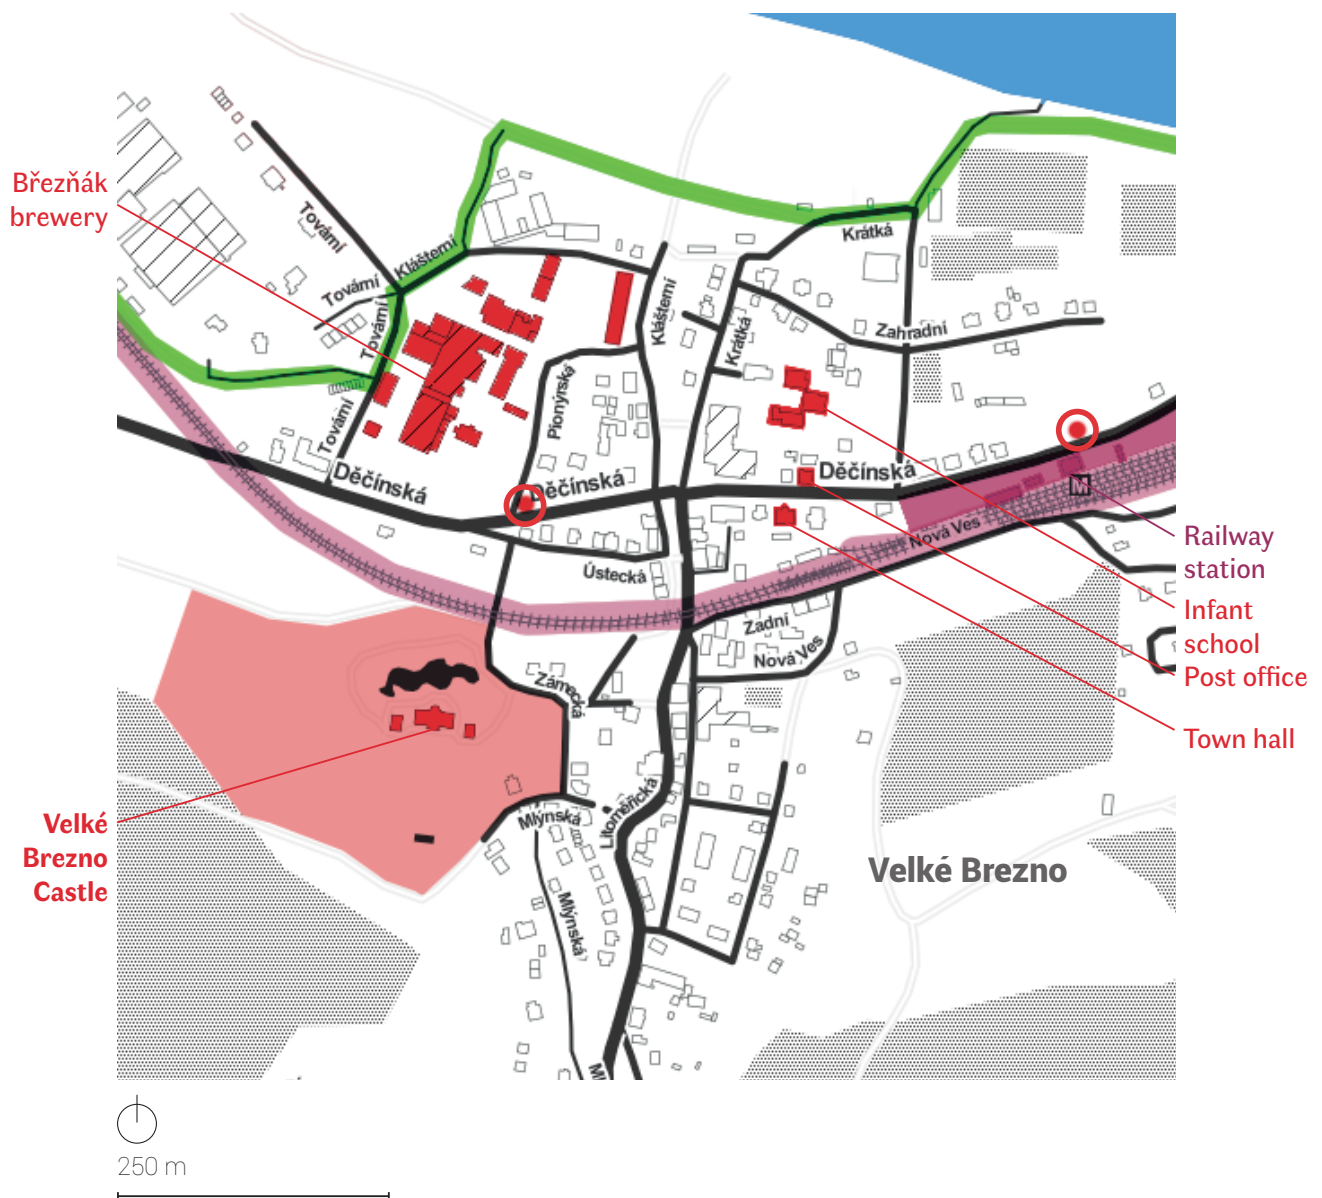 Břežňák
brewery
Tovární
Tovární
Klášterní
Tovární
Tovární
Krátká
Klášterní
Krátká
Zahradní
Pionýrská
Děčínská
Děčínská
Děčínská
Nová Ves
Railway
station
Ústecká
Infant
school
Post office
Zadní
Nová Ves
Zámecká
Town hall
Velké
Brezno
Castle
Mlýnská
Litoměřická
Velké Brezno
Mlýnská
250 m